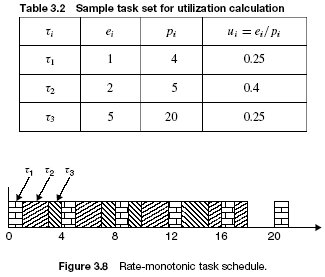 Table 3.2 Sample task set for utilization calculation
τi ei pi ui = ei/pi
τ1 1 4 0.25
τ2 2 5 0.4
τ3 5 20 0.25
τ1 τ2 τ3
0 4 8 12 16 20
Figure 3.8 Rate-monotonic task schedule.